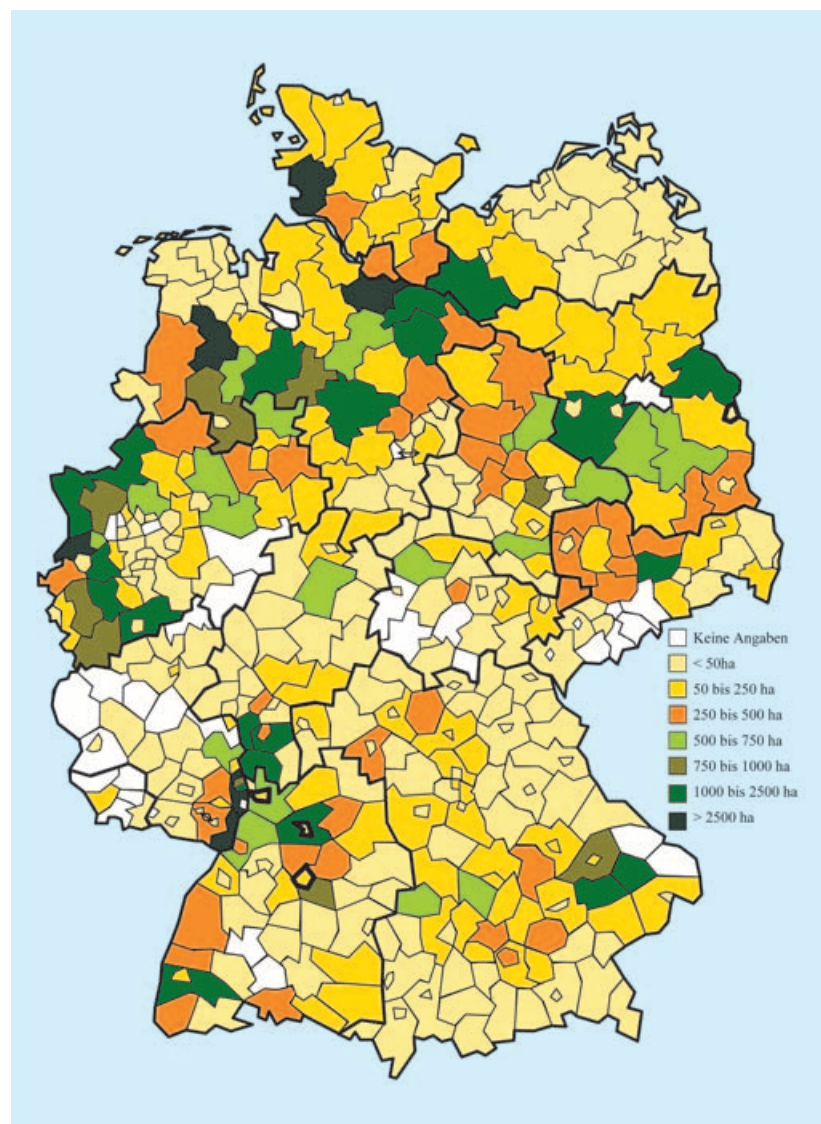 Keine Angaben
< 50ha
50 bis 250 ha
250 bis 500 ha
500 bis 750 ha
750 bis 1000 ha
1000 bis 2500 ha
> 2500 ha